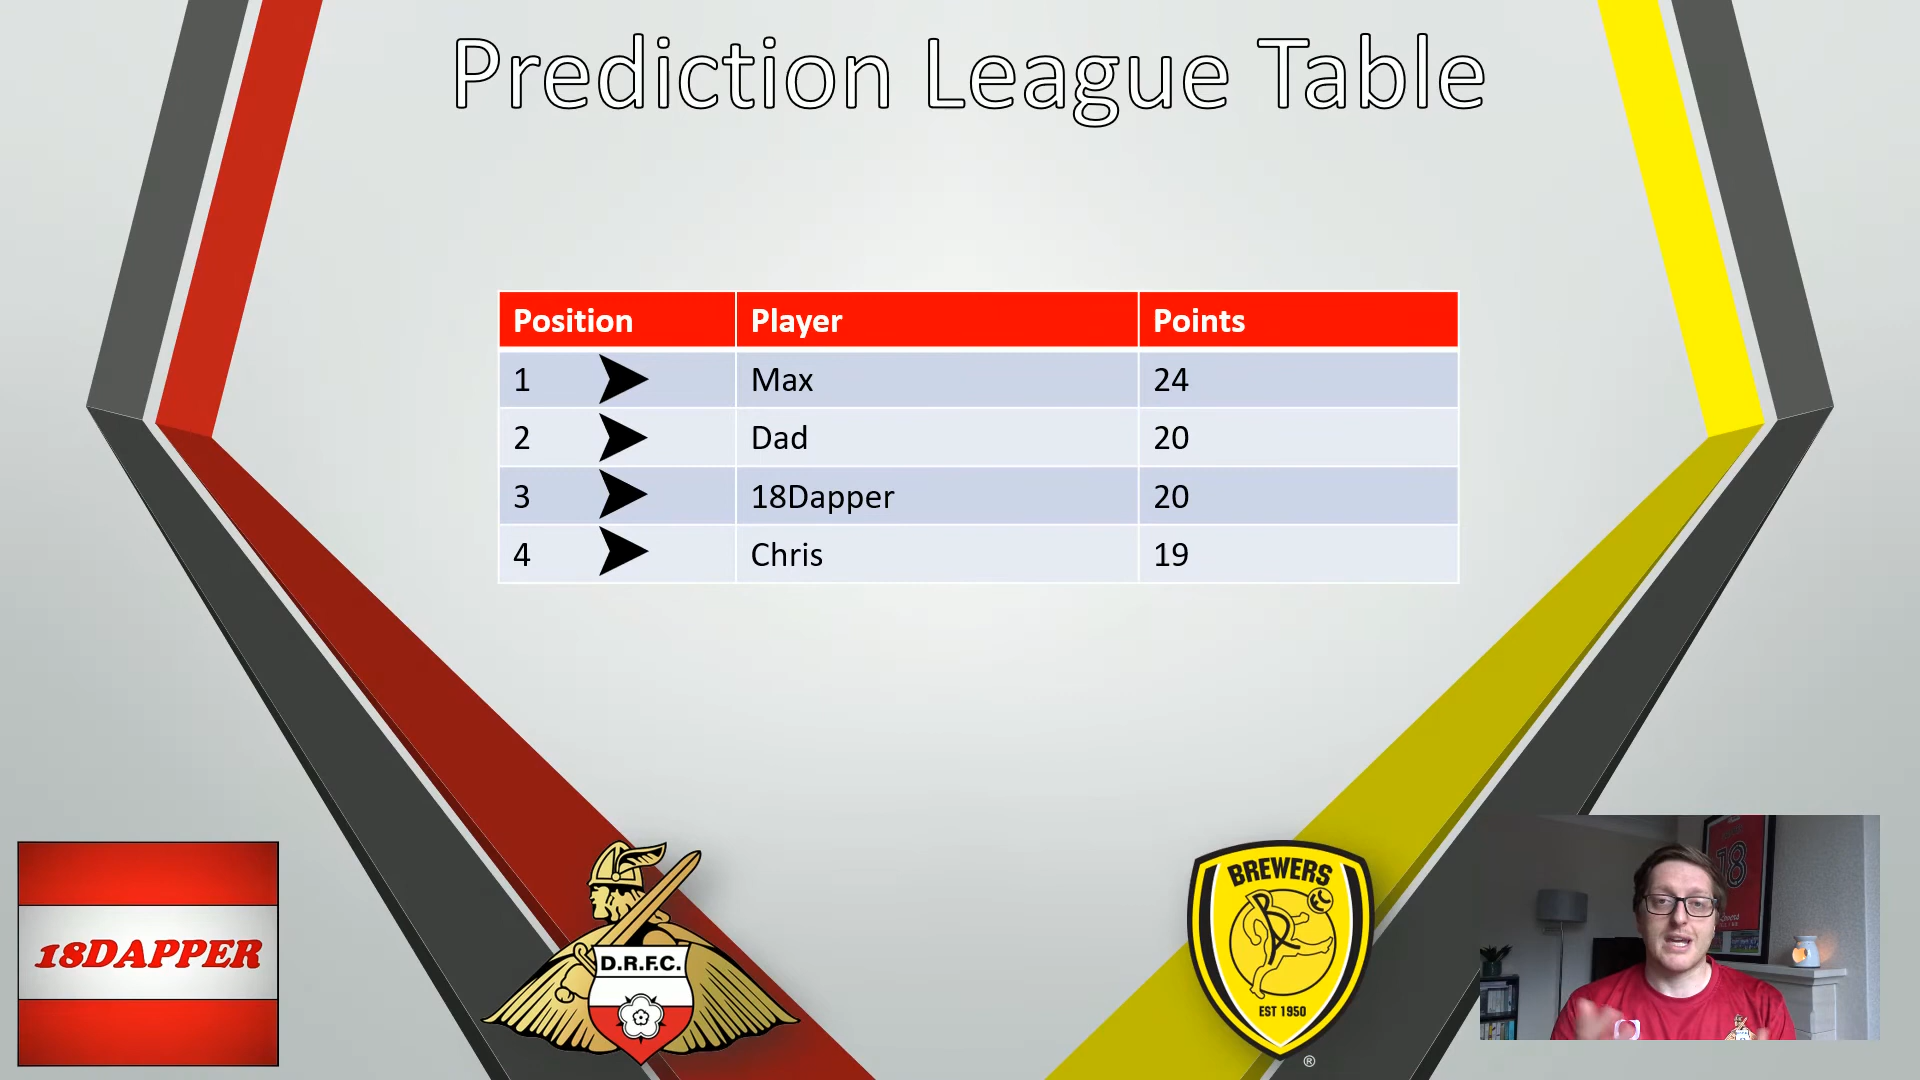 Prediction League Table
Position Player Points
1 Max 24
2 Dad 20
3 18Dapper 20
4 Chris 19
18DAPPER
D.R.F.C.
BREWERS
EST 1950
®
18